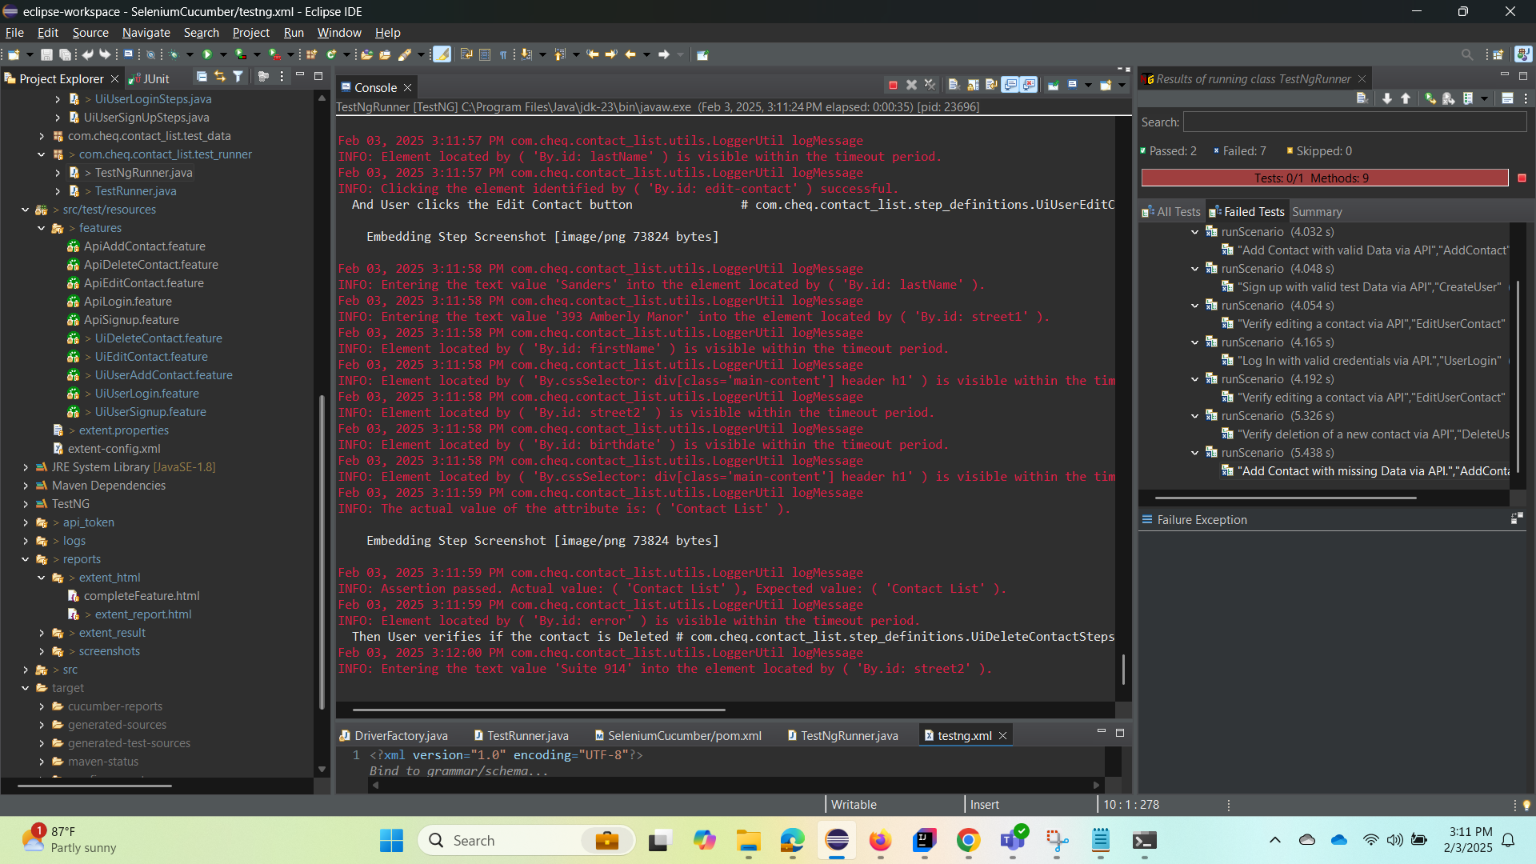 eclipse-workspace - SeleniumCucumber/testng.xml - Eclipse IDE
File Edit Source Navigate Search Project Run Window Help
Project Explorer
JUnit
> UiUserLoginSteps.java
UiUserSignUpSteps.java
com.cheq.contact_list.test_data
> com.cheq.contact_list.test_runner
> TestNgRunner.java
> TestRunner.java
> src/test/resources
> features
ApiAddContact.feature
ApiDeleteContact.feature
ApiEditContact.feature
ApiLogin.feature
ApiSignup.feature
> UiDeleteContact.feature
> UiEditContact.feature
> UiUserAddContact.feature
> UiUserLogin.feature
> UiUserSignup.feature
> extent.properties
extent-config.xml
JRE System Library [JavaSE-1.8]
Maven Dependencies
TestNG
> api_token
> logs
> reports
> extent_html
completeFeature.html
> extent_report.html
> extent_result
> screenshots
> src
target
cucumber-reports
generated-sources
generated-test-sources
maven-status
Console
TestNgRunner [TestNG] C:\Program Files\Java\jdk-23\bin\javaw.exe (Feb 3, 2025, 3:11:24 PM elapsed: 0:00:35) [pid: 23696]
Feb 03, 2025 3:11:57 PM com.cheq.contact_list.utils.LoggerUtil logMessage
INFO: Element located by ( 'By.id: lastName' ) is visible within the timeout period.
Feb 03, 2025 3:11:57 PM com.cheq.contact_list.utils.LoggerUtil logMessage
INFO: Clicking the element identified by ( 'By.id: edit-contact' ) successful.
And User clicks the Edit Contact button # com.cheq.contact_list.step_definitions.UiUserEditC
Embedding Step Screenshot [image/png 73824 bytes]
Feb 03, 2025 3:11:58 PM com.cheq.contact_list.utils.LoggerUtil logMessage
INFO: Entering the text value 'Sanders' into the element located by ( 'By.id: lastName' ).
Feb 03, 2025 3:11:58 PM com.cheq.contact_list.utils.LoggerUtil logMessage
INFO: Entering the text value '393 Amberly Manor' into the element located by ( 'By.id: street1' ).
Feb 03, 2025 3:11:58 PM com.cheq.contact_list.utils.LoggerUtil logMessage
INFO: Element located by ( 'By.id: firstName' ) is visible within the timeout period.
Feb 03, 2025 3:11:58 PM com.cheq.contact_list.utils.LoggerUtil logMessage
INFO: Element located by ( 'By.cssSelector: div[class='main-content'] header h1' ) is visible within the tim
Feb 03, 2025 3:11:58 PM com.cheq.contact_list.utils.LoggerUtil logMessage
INFO: Element located by ( 'By.id: street2' ) is visible within the timeout period.
Feb 03, 2025 3:11:58 PM com.cheq.contact_list.utils.LoggerUtil logMessage
INFO: Element located by ( 'By.id: birthdate' ) is visible within the timeout period.
Feb 03, 2025 3:11:58 PM com.cheq.contact_list.utils.LoggerUtil logMessage
INFO: Element located by ( 'By.cssSelector: div[class='main-content'] header h1' ) is visible within the tim
Feb 03, 2025 3:11:59 PM com.cheq.contact_list.utils.LoggerUtil logMessage
INFO: The actual value of the attribute is: ( 'Contact List' ).
Embedding Step Screenshot [image/png 73824 bytes]
Feb 03, 2025 3:11:59 PM com.cheq.contact_list.utils.LoggerUtil logMessage
INFO: Assertion passed. Actual value: ( 'Contact List' ), Expected value: ( 'Contact List' ).
Feb 03, 2025 3:11:59 PM com.cheq.contact_list.utils.LoggerUtil logMessage
INFO: Element located by ( 'By.id: error' ) is visible within the timeout period.
Then User verifies if the contact is Deleted # com.cheq.contact_list.step_definitions.UiDeleteContactSteps
Feb 03, 2025 3:12:00 PM com.cheq.contact_list.utils.LoggerUtil logMessage
INFO: Entering the text value 'Suite 914' into the element located by ( 'By.id: street2' ).
DriverFactory.java
TestRunner.java
SeleniumCucumber/pom.xml
TestNgRunner.java
testng.xml
1 <?xml version="1.0" encoding="UTF-8"?>
Bind to grammar/schema...
Results of running class TestNgRunner
Search:
Passed: 2 Failed: 7 Skipped: 0
Tests: 0/1 Methods: 9
All Tests Failed Tests Summary
runScenario (4.032 s)
"Add Contact with valid Data via API","AddContact"
runScenario (4.048 s)
"Sign up with valid test Data via API","CreateUser"
runScenario (4.054 s)
"Verify editing a contact via API","EditUserContact"
runScenario (4.165 s)
"Log In with valid credentials via API.","UserLogin"
runScenario (4.192 s)
"Verify editing a contact via API","EditUserContact"
runScenario (5.326 s)
"Verify deletion of a new contact via API","DeleteUs
runScenario (5.438 s)
"Add Contact with missing Data via API.","AddConta
Failure Exception
Writable
Insert
10 : 1 : 278
1
87°F
Partly sunny
Search
3:11 PM
2/3/2025